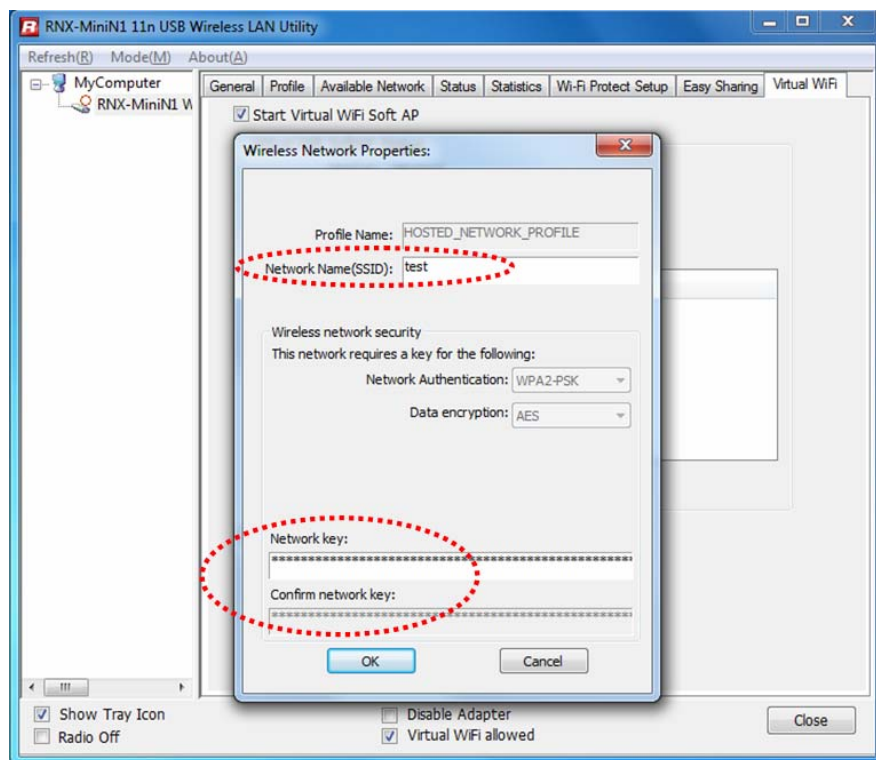 RNX-MiniN1 11n USB Wireless LAN Utility
Refresh(R) Mode(M) About(A)
MyComputer
RNX-MiniN1 W
General Profile Available Network Status Statistics Wi-Fi Protect Setup Easy Sharing Virtual WiFi
Start Virtual WiFi Soft AP
Wireless Network Properties:
Profile Name: HOSTED_NETWORK_PROFILE
Network Name(SSID): test
Wireless network security
This network requires a key for the following:
Network Authentication: WPA2-PSK
Data encryption: AES
Network key:
****************************************************
Confirm network key:
****************************************************
OK Cancel
Show Tray Icon Disable Adapter
Radio Off Virtual WiFi allowed
Close